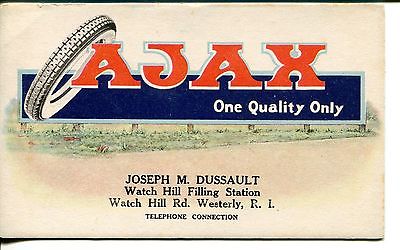 AJAX
One Quality Only
JOSEPH M. DUSSAULT
Watch Hill Filling Station
Watch Hill Rd. Westerly, R. I.
TELEPHONE CONNECTION